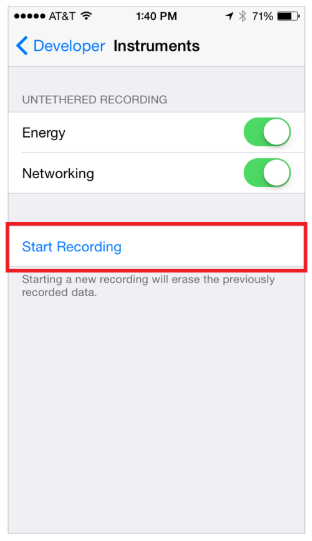 ●●●●● AT&T 1:40 PM 71%
Developer Instruments
UNTETHERED RECORDING
Energy
Networking
Start Recording
Starting a new recording will erase the previously
recorded data.